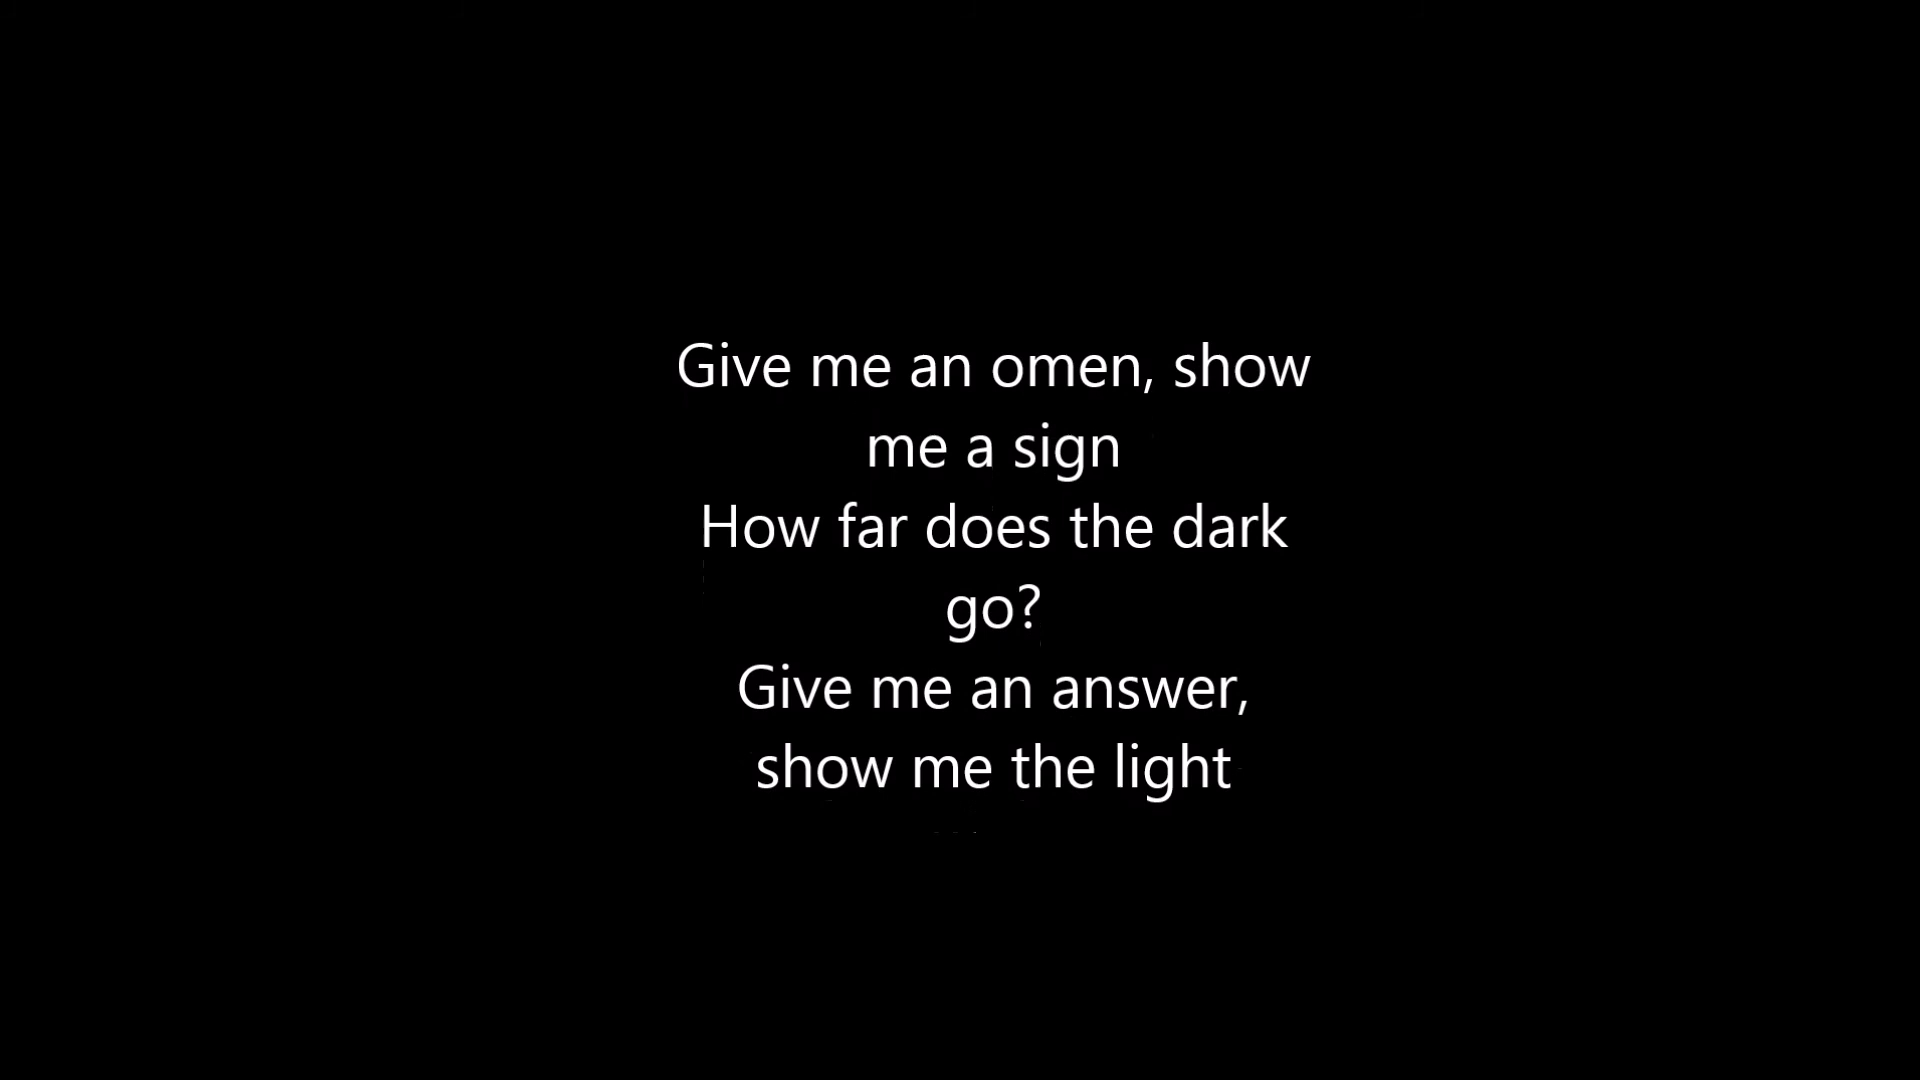 Give me an omen, show
me a sign
How far does the dark
go?
Give me an answer,
show me the light